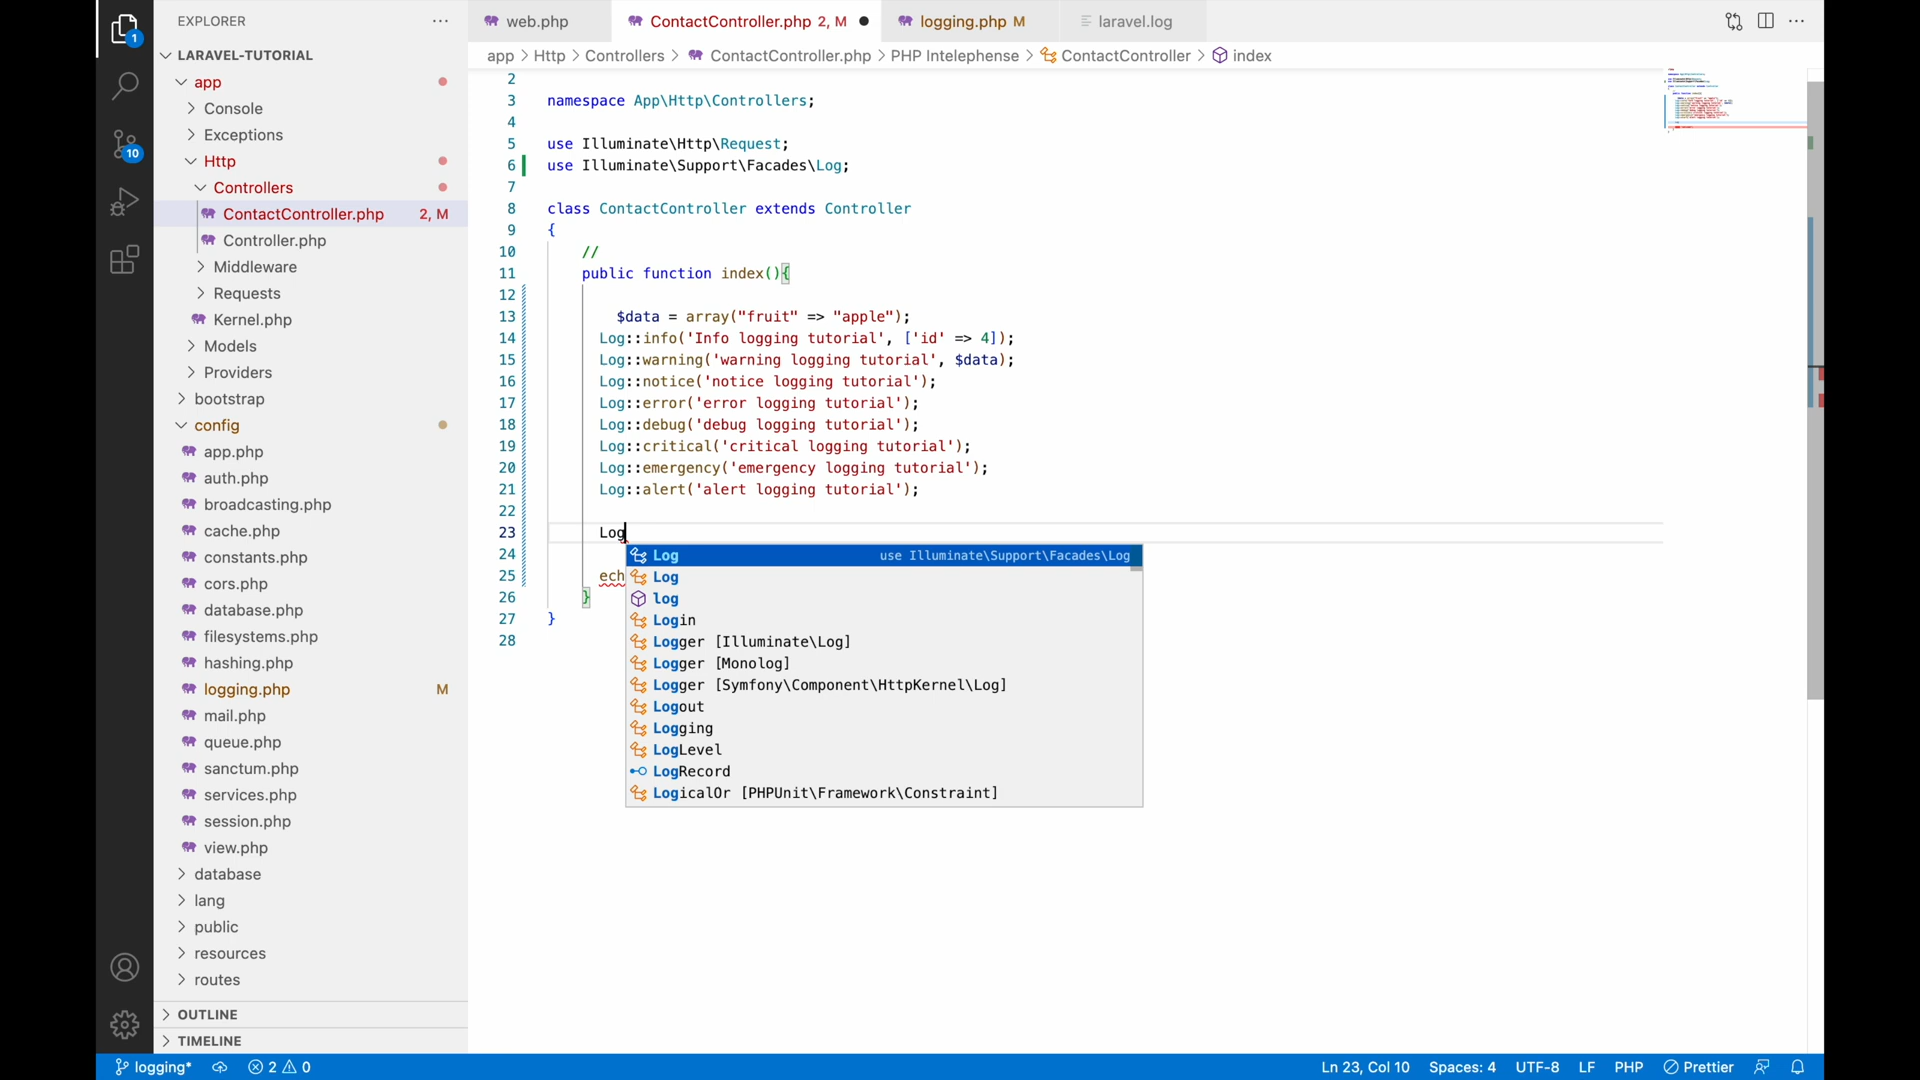 EXPLORER
LARAVEL-TUTORIAL
app
Console
Exceptions
Http
Controllers
ContactController.php 2, M
Controller.php
Middleware
Requests
Kernel.php
Models
Providers
bootstrap
config
app.php
auth.php
broadcasting.php
cache.php
constants.php
cors.php
database.php
filesystems.php
hashing.php
logging.php M
mail.php
queue.php
sanctum.php
services.php
session.php
view.php
database
lang
public
resources
routes
OUTLINE
TIMELINE
1
10
web.php ContactController.php 2, M logging.php M laravel.log
app > Http > Controllers > ContactController.php > PHP Intelephense > ContactController > index
2
3 namespace App\Http\Controllers;
4
5 use Illuminate\Http\Request;
6 use Illuminate\Support\Facades\Log;
7
8 class ContactController extends Controller
9 {
10 //
11 public function index(){
12
13 $data = array("fruit" => "apple");
14 Log::info('Info logging tutorial', ['id' => 4]);
15 Log::warning('warning logging tutorial', $data);
16 Log::notice('notice logging tutorial');
17 Log::error('error logging tutorial');
18 Log::debug('debug logging tutorial');
19 Log::critical('critical logging tutorial');
20 Log::emergency('emergency logging tutorial');
21 Log::alert('alert logging tutorial');
22
23 Log
24
25 ech
26 }
27 }
28
Log use Illuminate\Support\Facades\Log
Log
log
Login
Logger [Illuminate\Log]
Logger [Monolog]
Logger [Symfony\Component\HttpKernel\Log]
Logout
Logging
LogLevel
LogRecord
LogicalOr [PHPUnit\Framework\Constraint]
logging* 2 0 Ln 23, Col 10 Spaces: 4 UTF-8 LF PHP Prettier